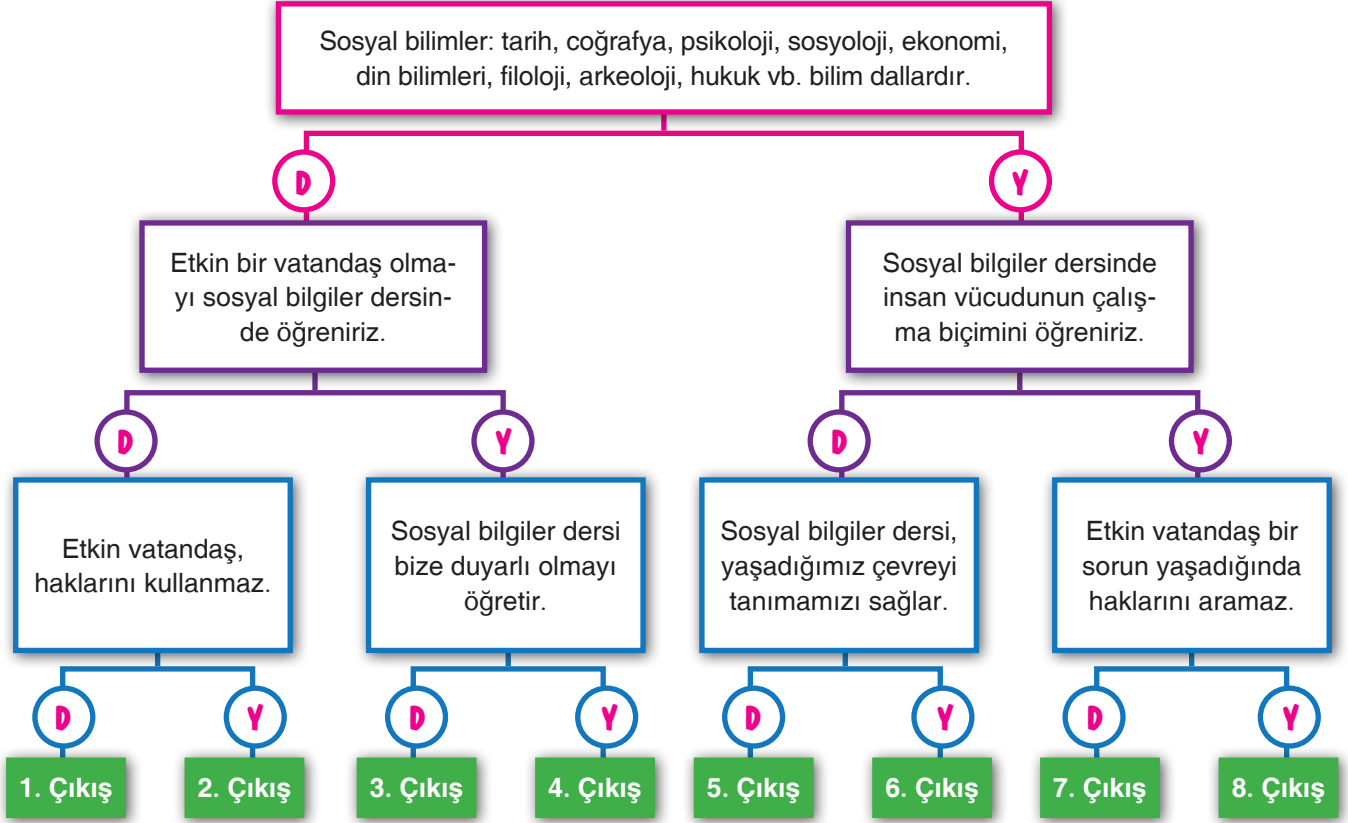 Sosyal bilimler: tarih, coğrafya, psikoloji, sosyoloji, ekonomi,
din bilimleri, filoloji, arkeoloji, hukuk vb. bilim dallardır.
D
Y
Etkin bir vatandaş olma-
yı sosyal bilgiler dersin-
de öğreniriz.
Sosyal bilgiler dersinde
insan vücudunun çalış-
ma biçimini öğreniriz.
D
Y
D
Y
Etkin vatandaş,
haklarını kullanmaz.
Sosyal bilgiler dersi
bize duyarlı olmayı
öğretir.
Sosyal bilgiler dersi,
yaşadığımız çevreyi
tanımamızı sağlar.
Etkin vatandaş bir
sorun yaşadığında
haklarını aramaz.
D
Y
D
Y
D
Y
D
Y
1. Çıkış
2. Çıkış
3. Çıkış
4. Çıkış
5. Çıkış
6. Çıkış
7. Çıkış
8. Çıkış